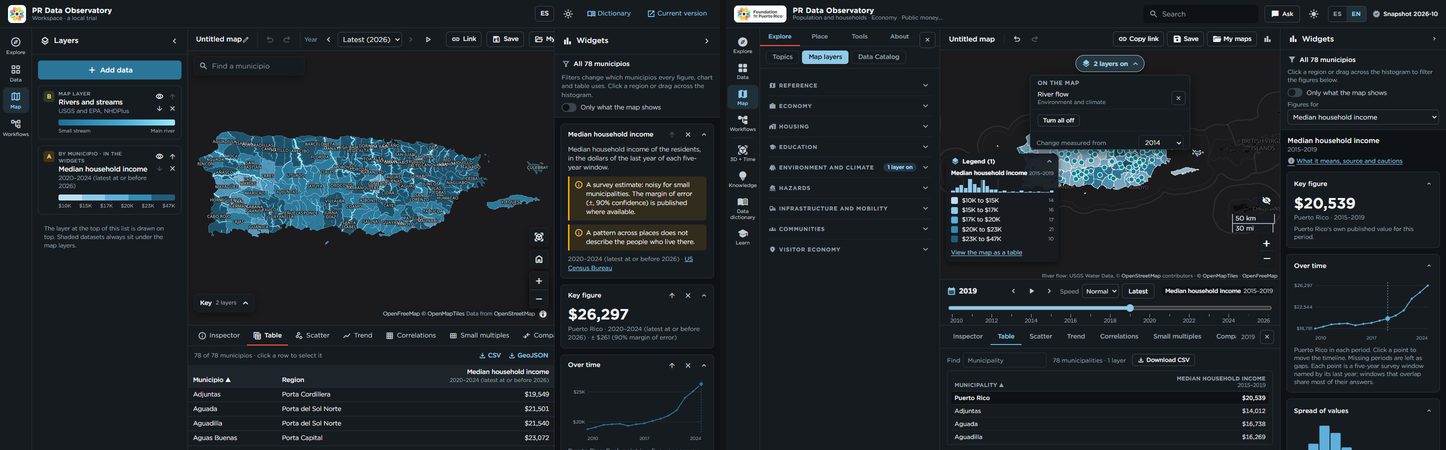 PR Data Observatory
Workspace - a local trial
ES
Dictionary
Current version
Explore
Data
Map
Workflows
Layers
+ Add data
B
MAP LAYER
Rivers and streams
USGS and EPA, NHDPlus
Small stream
Main river
A
BY MUNICIPIO · IN THE WIDGETS
Median household income
2020–2024 (latest at or before 2026)
$10K $15K $17K $20K $23K $47K
The layer at the top of this list is drawn on top. Shaded datasets always sit under the map layers.
Untitled map
Year
Latest (2026)
Link
Save
My
Find a municipio
Key 2 layers
OpenFreeMap © OpenMapTiles Data from OpenStreetMap
Inspector
Table
Scatter
Trend
Correlations
Small multiples
Compa
78 of 78 municipios · click a row to select it
CSV
GeoJSON
Municipio ▲
Region
Median household income
2020–2024 (latest at or before 2026)
Adjuntas Porta Cordillera $19,549
Aguada Porta del Sol Norte $21,501
Aguadilla Porta del Sol Norte $21,540
Aguas Buenas Porta Capital $23,072
Widgets
All 78 municipios
Filters change which municipios every figure, chart and table uses. Click a region or drag across the histogram.
Only what the map shows
Median household income
Median household income of the residents, in the dollars of the last year of each five-year window.
A survey estimate: noisy for small municipalities. The margin of error (±, 90% confidence) is published where available.
A pattern across places does not describe the people who live there.
2020–2024 (latest at or before 2026) · US Census Bureau
Key figure
$26,297
Puerto Rico · 2020–2024 (latest at or before 2026) · ± $261 (90% margin of error)
Over time
$25K
$20K
2010 2017 2024
Foundation for Puerto Rico
PR Data Observatory
Population and households · Economy · Public money...
Search
Ask
ES
EN
Snapshot 2026-10
Explore
Data
Map
Workflows
3D + Time
Knowledge
Data dictionary
Learn
Explore
Place
Tools
About
Topics
Map layers
Data Catalog
REFERENCE
ECONOMY
HOUSING
EDUCATION
ENVIRONMENT AND CLIMATE
1 layer on
HAZARDS
INFRASTRUCTURE AND MOBILITY
COMMUNITIES
VISITOR ECONOMY
Untitled map
Copy link
Save
My maps
2 layers on
ON THE MAP
River flow
Environment and climate
Turn all off
Change measured from
2014
Legend (1)
Median household income 2015-2019
$10K to $15K 14
$15K to $17K
$17K to $20K
$20K to $23K
$23K to $47K 10
View the map as a table
50 km
30 mi
River flow: USGS Water Data, © OpenStreetMap contributors · © OpenMapTiles · © OpenFreeMap
2019
Speed
Normal
Latest
Median household income 2015-2019
2010 2012 2014 2016 2018 2020 2022 2024 2026
Inspector
Table
Scatter
Trend
Correlations
Small multiples
Comp
2019
Find
Municipality
78 municipalities · 1 layer
Download CSV
MUNICIPALITY ▲
MEDIAN HOUSEHOLD INCOME
2015–2019
Puerto Rico $20,539
Adjuntas $14,012
Aguada $16,738
Aguadilla $16,269
Widgets
All 78 municipios
Click a region or drag across the histogram to filter the figures below.
Only what the map shows
Figures for
Median household income
Median household income
2015-2019
What it means, source and cautions
Key figure
$20,539
Puerto Rico · 2015–2019
Puerto Rico's own published value for this period.
Over time
$26,297
$22,544
$18,791
2010 2017 2024
Puerto Rico in each period. Click a point to move the timeline. Missing periods are left as gaps. Each point is a five-year survey window named by its last year; windows that overlap share most of their answers.
Spread of values